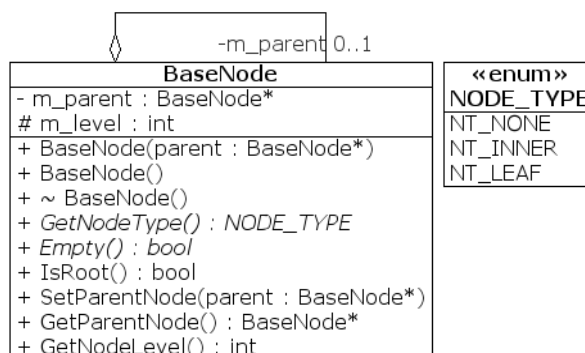 -m_parent 0..1
BaseNode
- m_parent : BaseNode*
# m_level : int
+ BaseNode(parent : BaseNode*)
+ BaseNode()
+ ~ BaseNode()
+ GetNodeType() : NODE_TYPE
+ Empty() : bool
+ IsRoot() : bool
+ SetParentNode(parent : BaseNode*)
+ GetParentNode() : BaseNode*
+ GetNodeLevel() : int
«enum»
NODE_TYPE
NT_NONE
NT_INNER
NT_LEAF